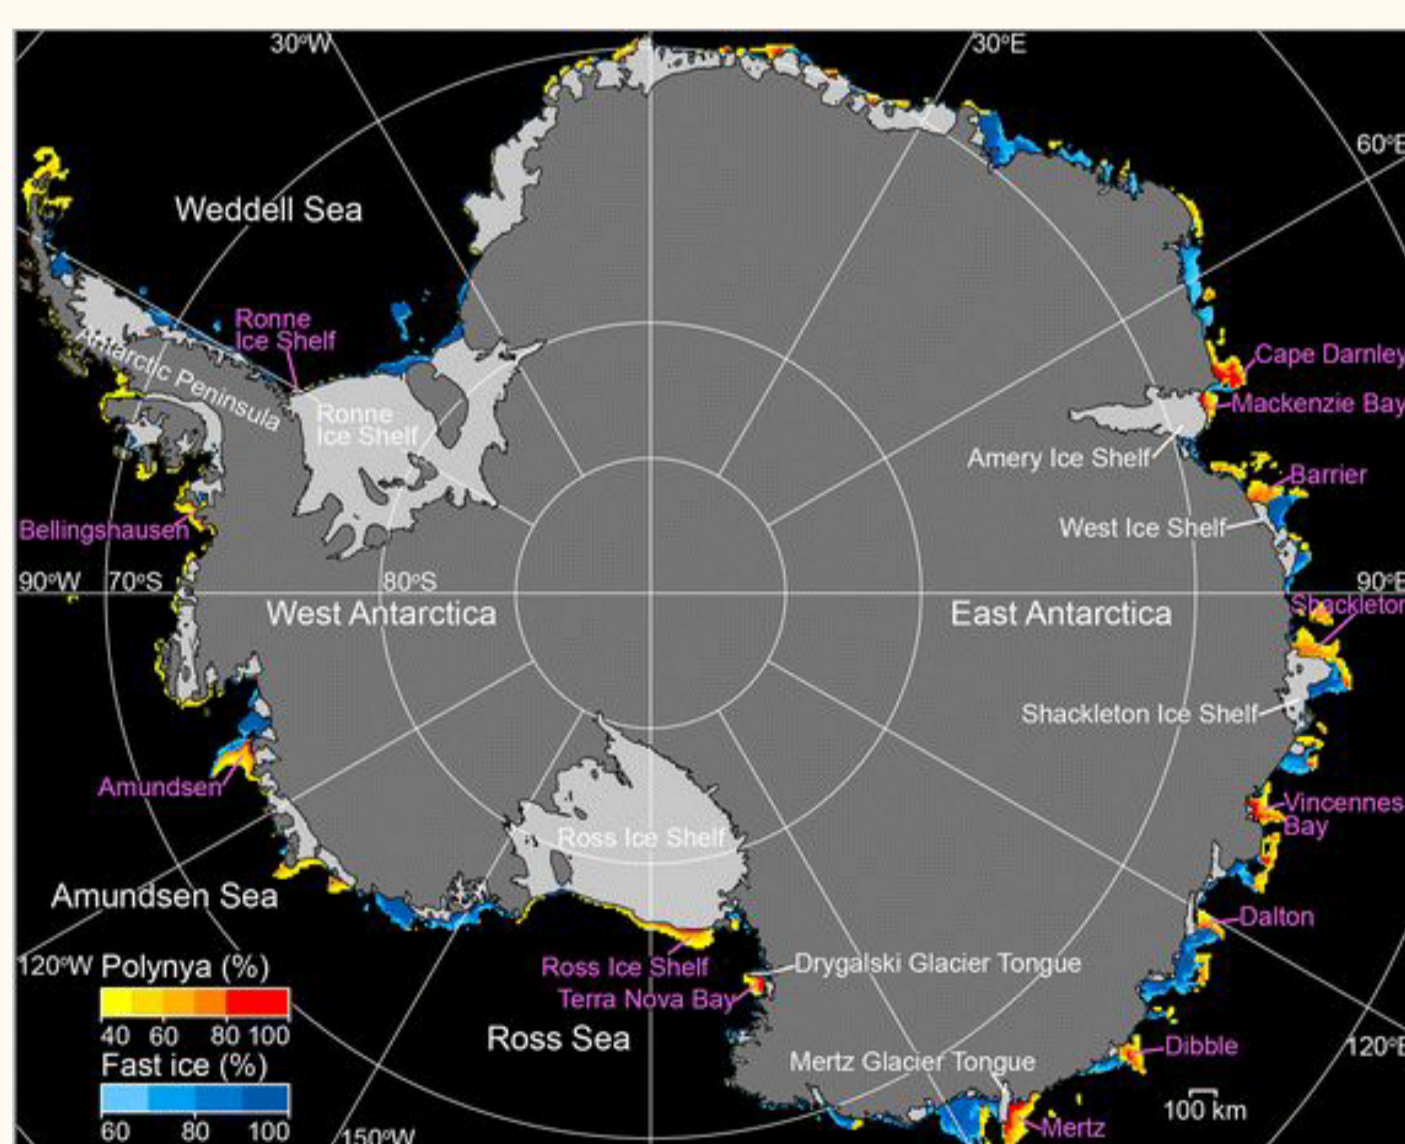 30°W
30°E
60°E
Weddell Sea
Ronne
Ice Shelf
Antarctic Peninsula
Ronne
Ice Shelf
Cape Darnley
Mackenzie Bay
Amery Ice Shelf
Barrier
West Ice Shelf
Bellingshausen
90°W
70°S
80°S
90°E
West Antarctica
East Antarctica
Shackleton
Shackleton Ice Shelf
Amundsen
Vincennes
Bay
Ross Ice Shelf
Amundsen Sea
Dalton
120°W
Polynya (%)
40 60 80 100
Fast ice (%)
60 80 100
Ross Ice Shelf
Terra Nova Bay
Drygalski Glacier Tongue
Ross Sea
Mertz Glacier Tongue
Dibble
120°E
100 km
Mertz
150°W